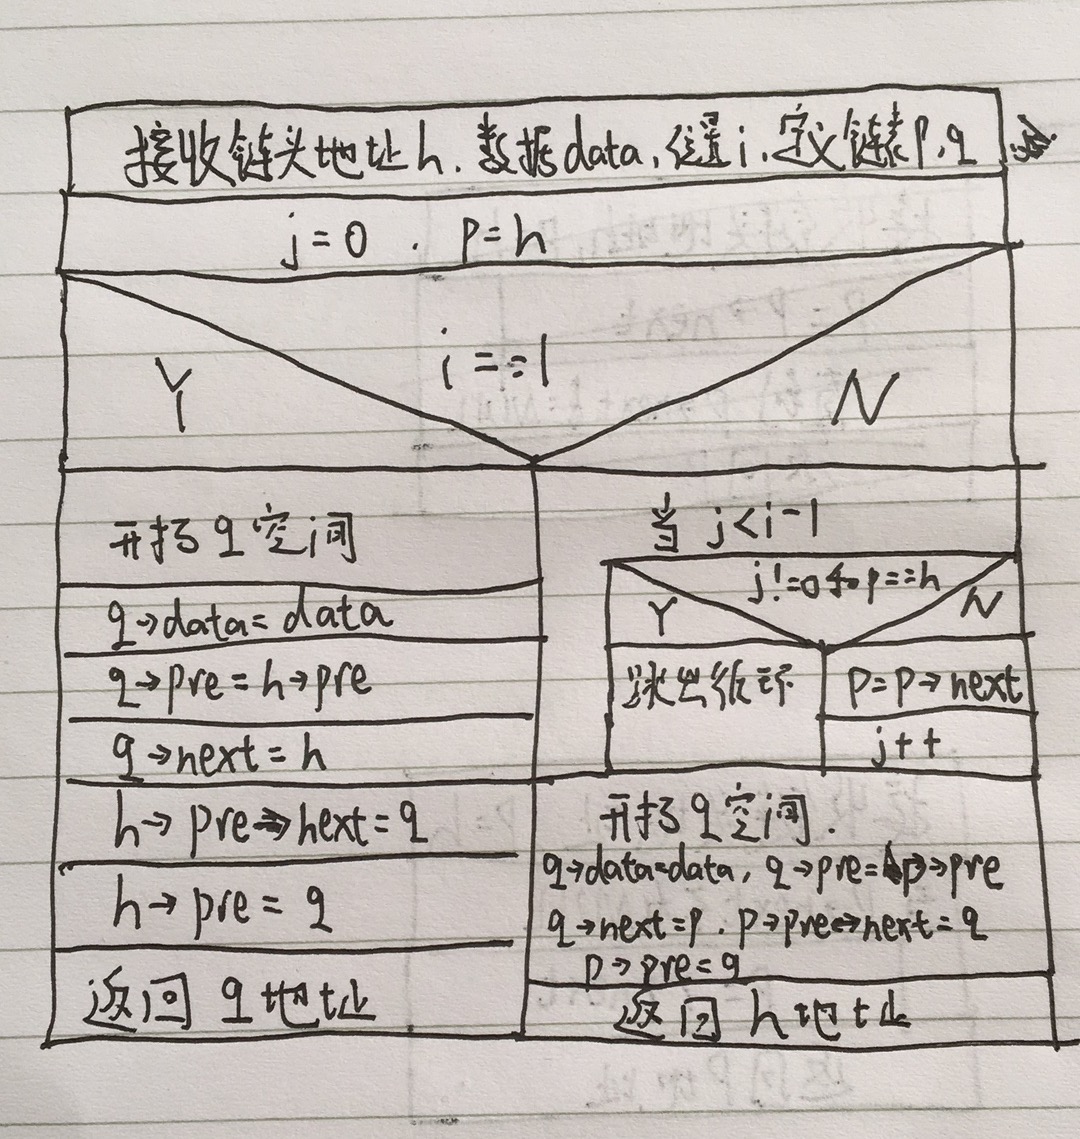 接收链头地址h.数据data,位置i,定义链表p,q
j=0 . p=h
i==1
Y
N
开括q空间
q→data=data
q→pre=h→pre
q→next=h
h→pre→next=q
h→pre=q
返回 q地址
当 j<i-1
j!=0和p==h
Y
N
跳出循环
p=p→next
j++
开括q空间.
q→data=data, q→pre=p→pre
q→next=p. p→pre→next=q
p→pre=q
返回 h地址